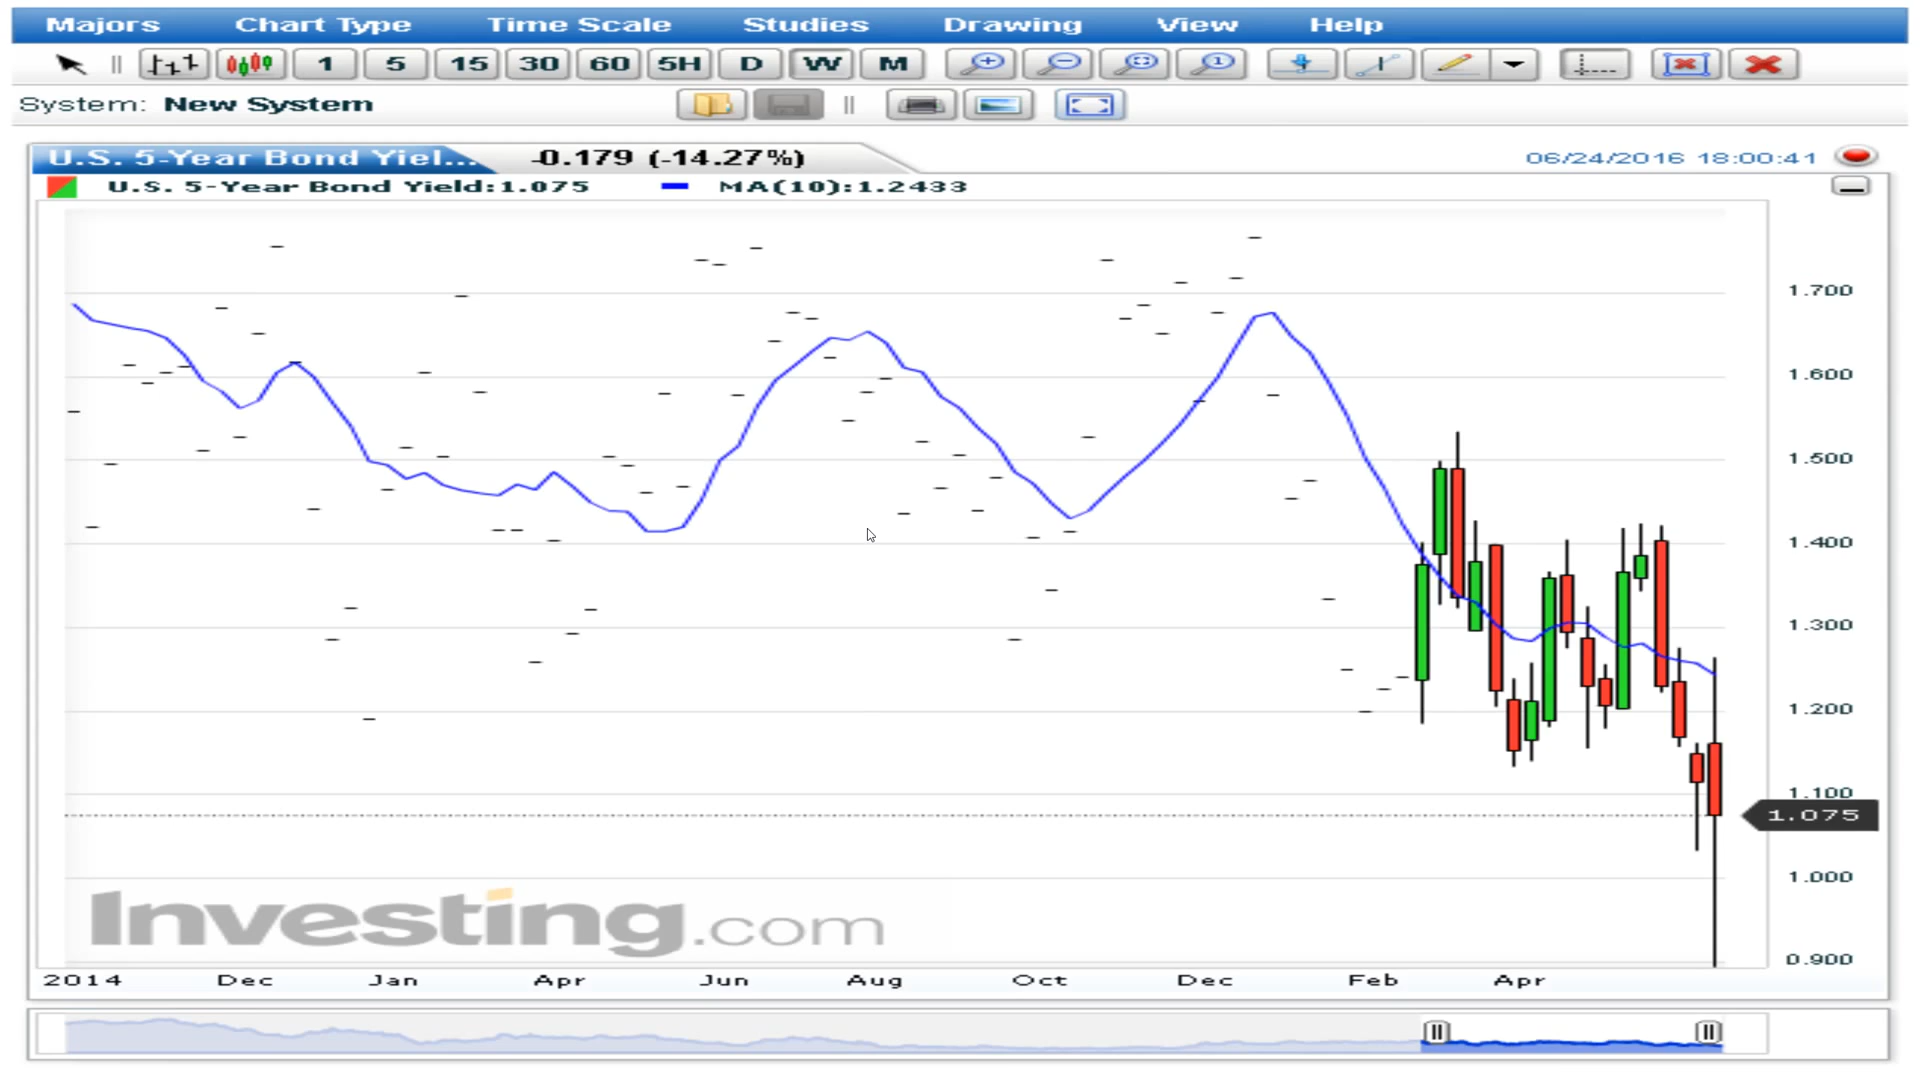 Majors Chart Type Time Scale Studies Drawing View Help
1 5 15 30 60 5H D W M
System: New System
U.S. 5-Year Bond Yiel... -0.179 (-14.27%) 06/24/2016 18:00:41
U.S. 5-Year Bond Yield:1.075 MA(10):1.2433
1.700
1.600
1.500
1.400
1.300
1.200
1.100
1.075
1.000
Investing.com
0.900
2014 Dec Jan Apr Jun Aug Oct Dec Feb Apr